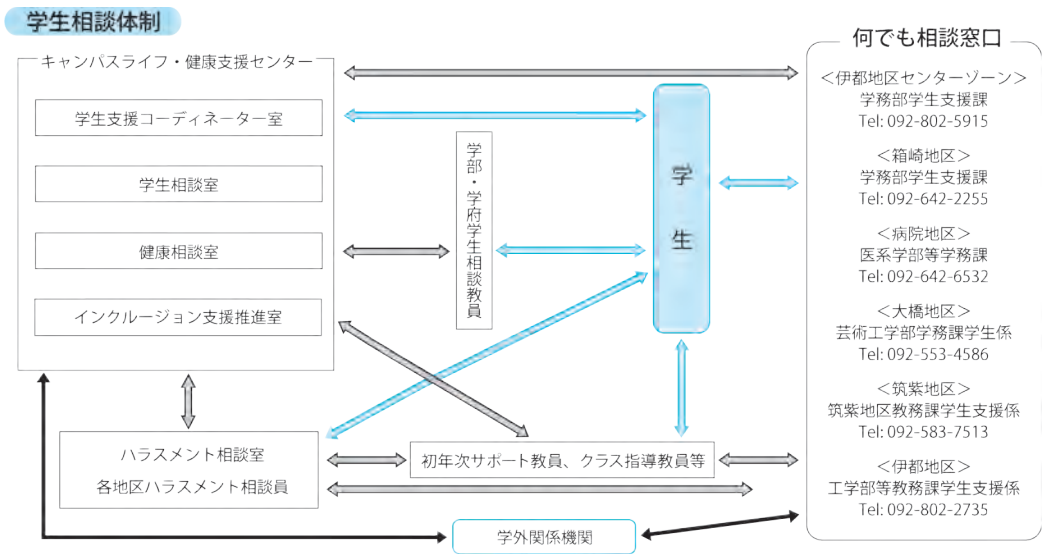 学生相談体制
キャンパスライフ・健康支援センター
学生支援コーディネーター室
学生相談室
健康相談室
インクルージョン支援推進室
学部・学府学生相談教員
学生
ハラスメント相談室
各地区ハラスメント相談員
初年次サポート教員、クラス指導教員等
学外関係機関
何でも相談窓口
＜伊都地区センターゾーン＞
学務部学生支援課
Tel: 092-802-5915
＜箱崎地区＞
学務部学生支援課
Tel: 092-642-2255
＜病院地区＞
医系学部等学務課
Tel: 092-642-6532
＜大橋地区＞
芸術工学部学務課学生係
Tel: 092-553-4586
＜筑紫地区＞
筑紫地区教務課学生支援係
Tel: 092-583-7513
＜伊都地区＞
工学部等教務課学生支援係
Tel: 092-802-2735